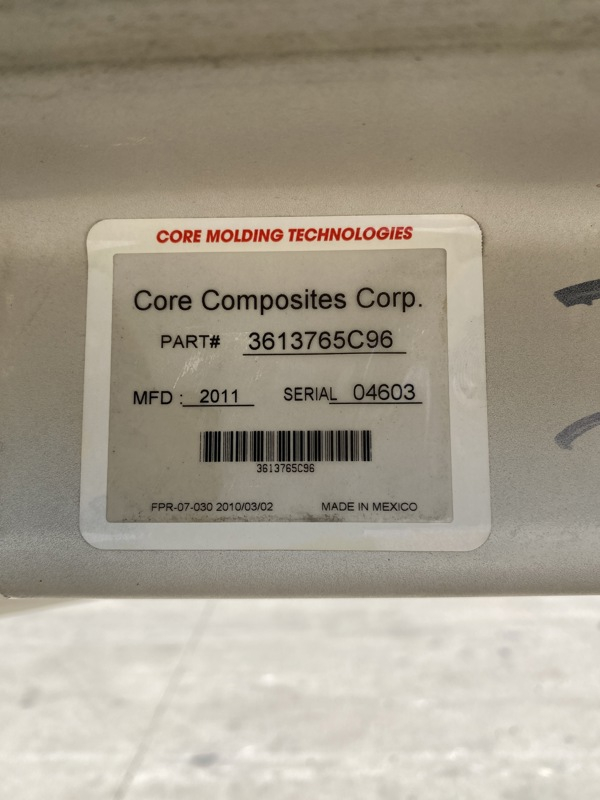 CORE MOLDING TECHNOLOGIES
Core Composites Corp.
PART# 3613765C96
MFD : 2011 SERIAL 04603
3613765C96
FPR-07-030 2010/03/02 MADE IN MEXICO